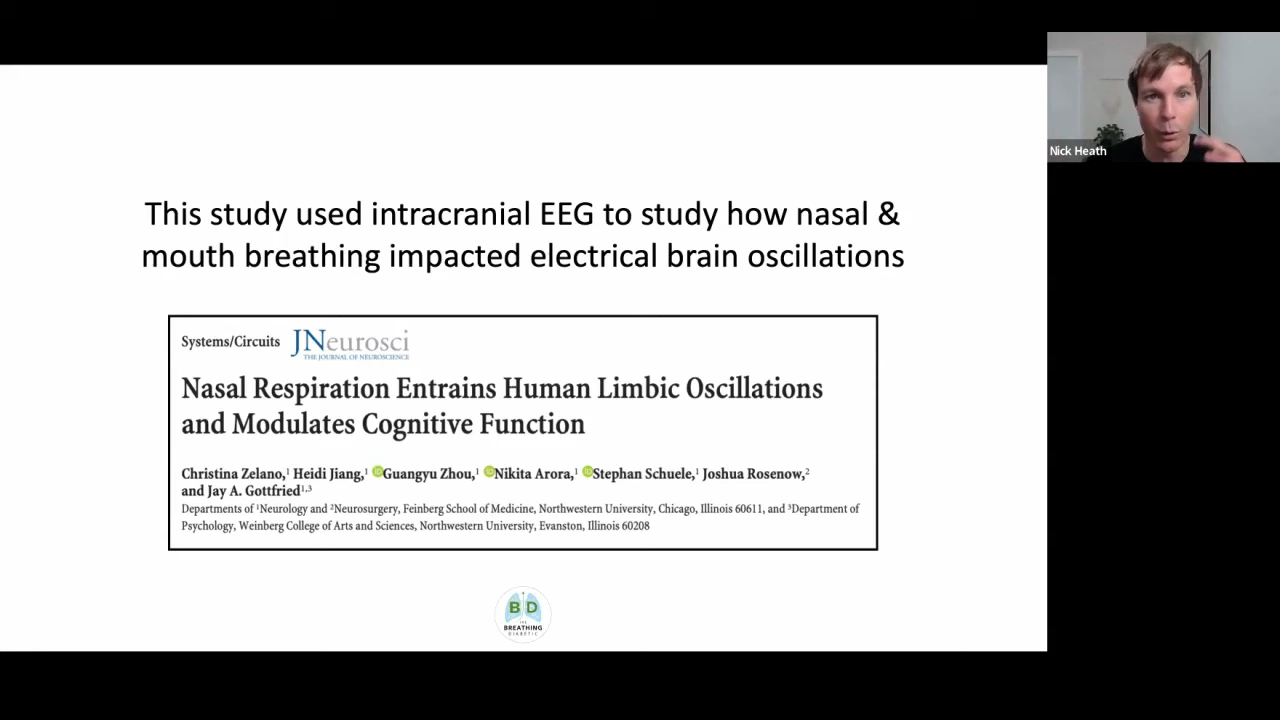 This study used intracranial EEG to study how nasal &
mouth breathing impacted electrical brain oscillations
Systems/Circuits JNeurosci
THE JOURNAL OF NEUROSCIENCE
Nasal Respiration Entrains Human Limbic Oscillations
and Modulates Cognitive Function
Christina Zelano,¹ Heidi Jiang,¹ iD Guangyu Zhou,¹ iD Nikita Arora,¹ iD Stephan Schuele,¹ Joshua Rosenow,²
and Jay A. Gottfried¹,³
Departments of ¹Neurology and ²Neurosurgery, Feinberg School of Medicine, Northwestern University, Chicago, Illinois 60611, and ³Department of
Psychology, Weinberg College of Arts and Sciences, Northwestern University, Evanston, Illinois 60208
B D
THE
BREATHING
DIABETIC
Nick Heath